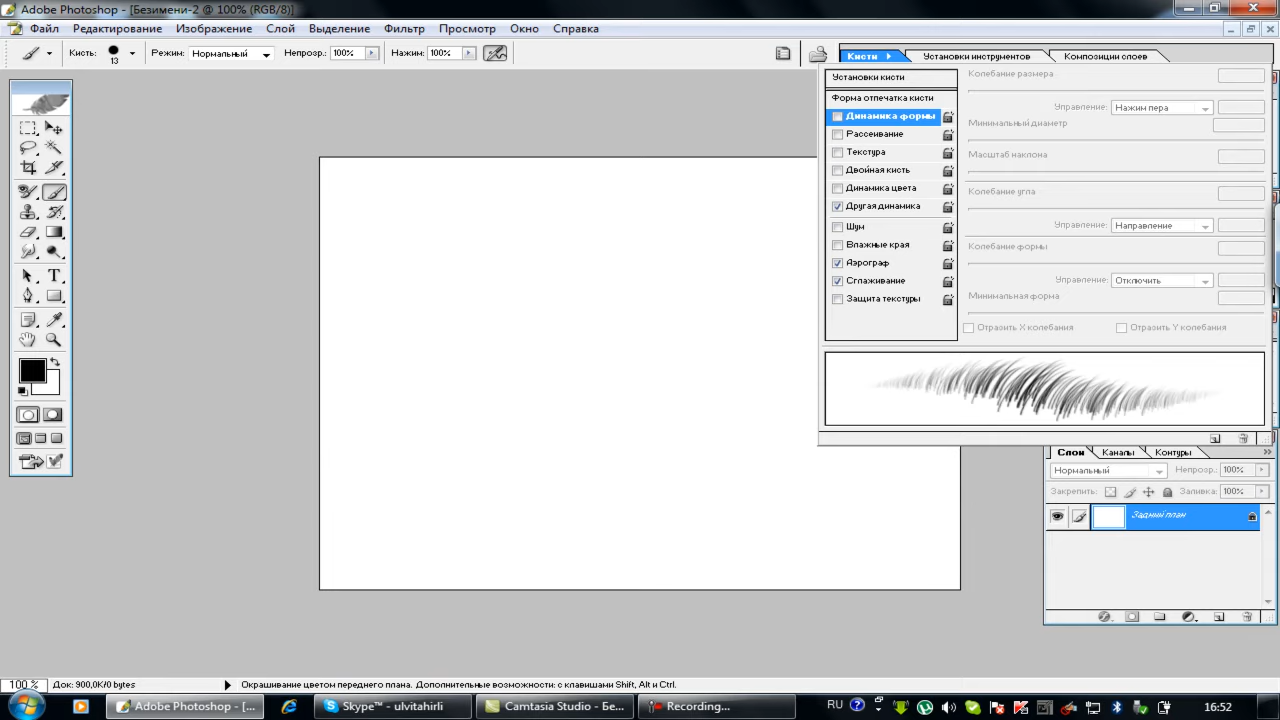 Adobe Photoshop - [Безимени-2 @ 100% (RGB/8)]
Файл Редактирование Изображение Слой Выделение Фильтр Просмотр Окно Справка
Кисть: 13 Режим: Нормальный Непрозр.: 100% Нажим: 100%
Кисти Установки инструментов Композиции слоев
Установки кисти
Форма отпечатка кисти
Динамика формы
Рассеивание
Текстура
Двойная кисть
Динамика цвета
Другая динамика
Шум
Влажные края
Аэрограф
Сглаживание
Защита текстуры
Колебание размера
Управление: Нажим пера
Минимальный диаметр
Масштаб наклона
Колебание угла
Управление: Направление
Колебание формы
Управление: Отключить
Минимальная форма
Отразить X колебания Отразить Y колебания
Слои Каналы Контуры
Нормальный Непрозр.: 100%
Закрепить: Заливка: 100%
Задний план
100 % Док: 900,0K/0 bytes Окрашивание цветом переднего плана. Дополнительные возможности: с клавишами Shift, Alt и Ctrl.
Adobe Photoshop - [... Skype™ - ulvitahirli Camtasia Studio - Бе... Recording... RU 16:52